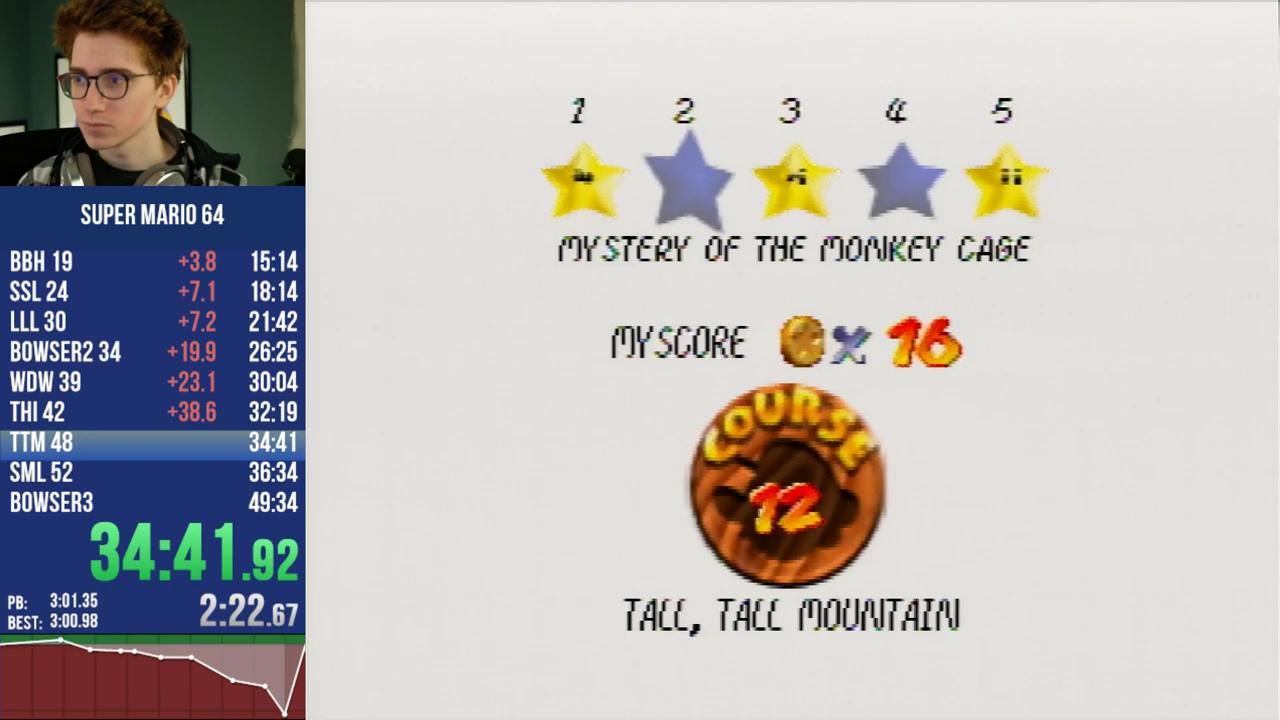 SUPER MARIO 64
BBH 19 +3.8 15:14
SSL 24 +7.1 18:14
LLL 30 +7.2 21:42
BOWSER2 34 +19.9 26:25
WDW 39 +23.1 30:04
THI 42 +38.6 32:19
TTM 48 34:41
SML 52 36:34
BOWSER3 49:34
34:41.92
PB: 3:01.35
BEST: 3:00.98
2:22.67
1 2 3 4 5
MYSTERY OF THE MONKEY CAGE
MY SCORE x 16
COURSE
12
TALL, TALL MOUNTAIN